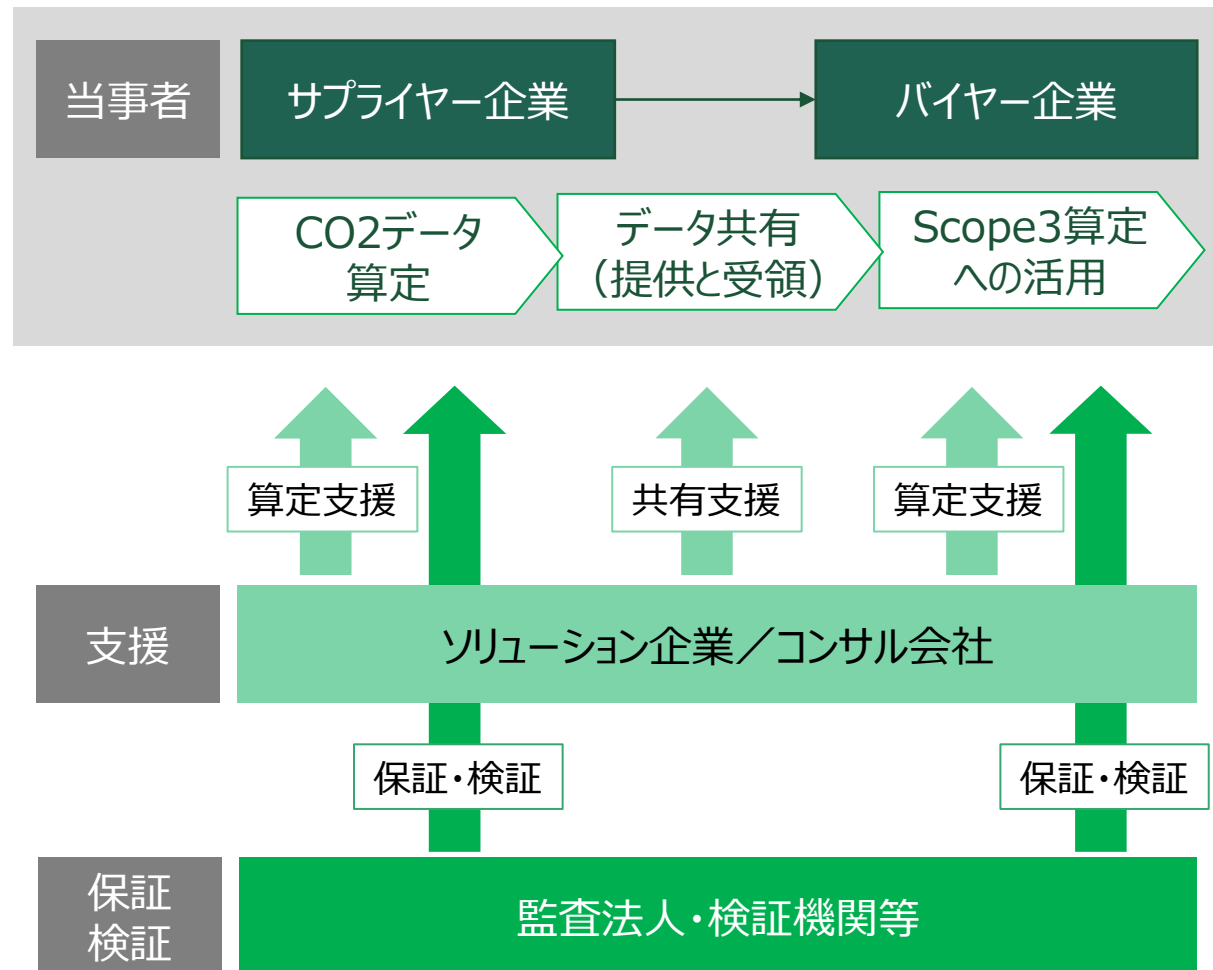 当事者
サプライヤー企業
バイヤー企業
CO2データ
算定
データ共有
（提供と受領）
Scope3算定
への活用
算定支援
共有支援
算定支援
支援
ソリューション企業／コンサル会社
保証・検証
保証・検証
保証
検証
監査法人・検証機関等